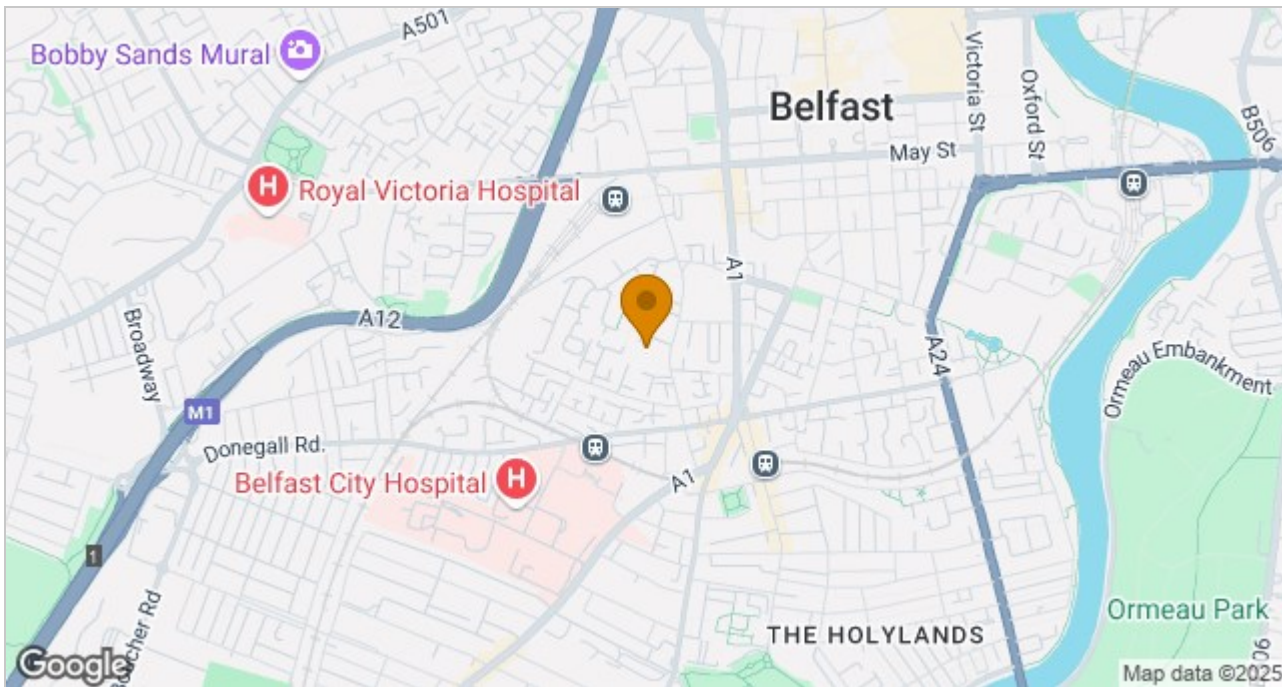 A501
Bobby Sands Mural
Belfast
Victoria St
Oxford St
B506
May St
H
Royal Victoria Hospital
A1
A12
Broadway
A24
Ormeau Embankment
M1
Donegall Rd.
H
Belfast City Hospital
A1
1
Boucher Rd
THE HOLYLANDS
Ormeau Park
Google
Map data ©2025